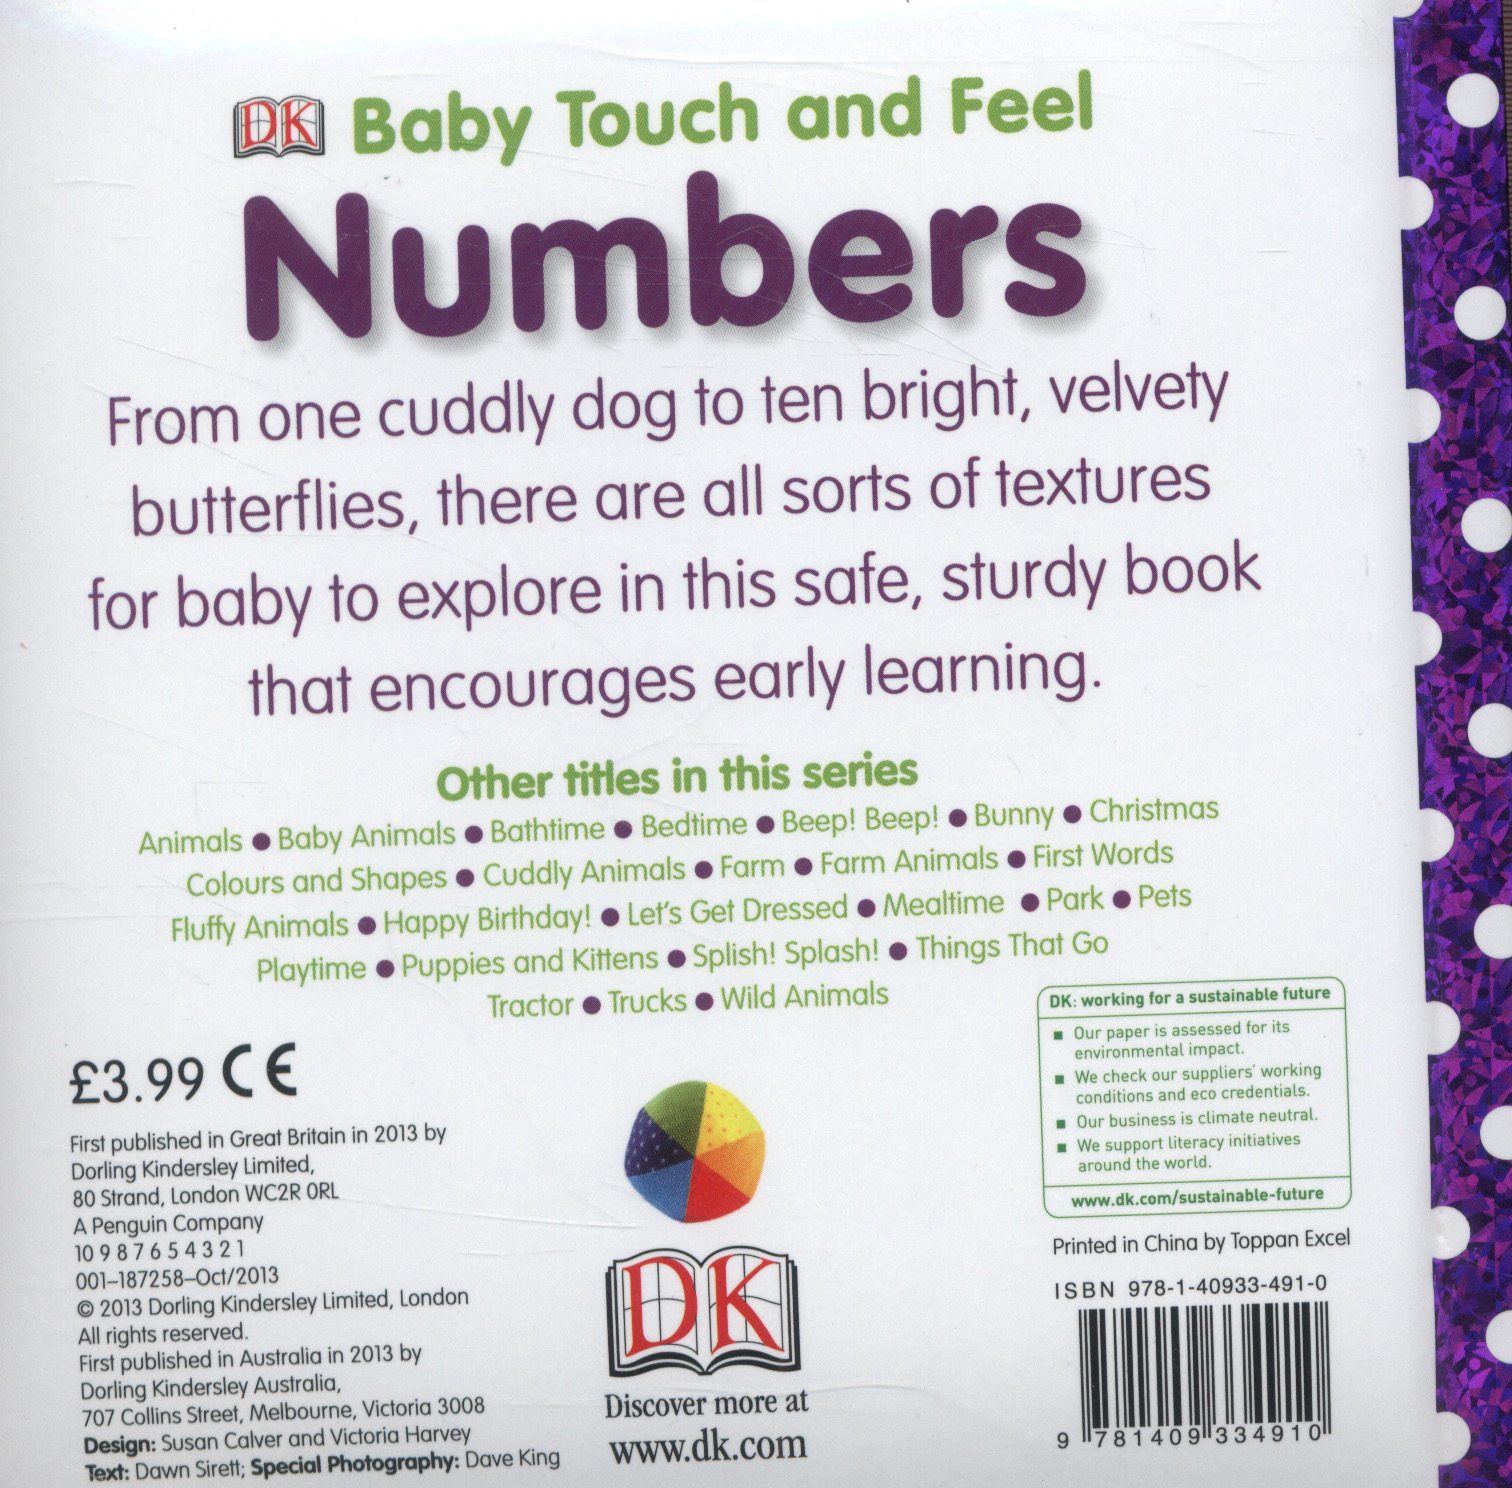 DK Baby Touch and Feel
Numbers
From one cuddly dog to ten bright, velvety
butterflies, there are all sorts of textures
for baby to explore in this safe, sturdy book
that encourages early learning.
Other titles in this series
Animals ● Baby Animals ● Bathtime ● Bedtime ● Beep! Beep! ● Bunny ● Christmas
Colours and Shapes ● Cuddly Animals ● Farm ● Farm Animals ● First Words
Fluffy Animals ● Happy Birthday! ● Let's Get Dressed ● Mealtime ● Park ● Pets
Playtime ● Puppies and Kittens ● Splish! Splash! ● Things That Go
Tractor ● Trucks ● Wild Animals
£3.99 CE
First published in Great Britain in 2013 by
Dorling Kindersley Limited,
80 Strand, London WC2R 0RL
A Penguin Company
10 9 8 7 6 5 4 3 2 1
001–187258–Oct/2013
© 2013 Dorling Kindersley Limited, London
All rights reserved.
First published in Australia in 2013 by
Dorling Kindersley Australia,
707 Collins Street, Melbourne, Victoria 3008
Design: Susan Calver and Victoria Harvey
Text: Dawn Sirett; Special Photography: Dave King
DK
Discover more at
www.dk.com
DK: working for a sustainable future
■ Our paper is assessed for its
environmental impact.
■ We check our suppliers' working
conditions and eco credentials.
■ Our business is climate neutral.
■ We support literacy initiatives
around the world.
www.dk.com/sustainable-future
Printed in China by Toppan Excel
ISBN 978-1-40933-491-0
9 781409 334910